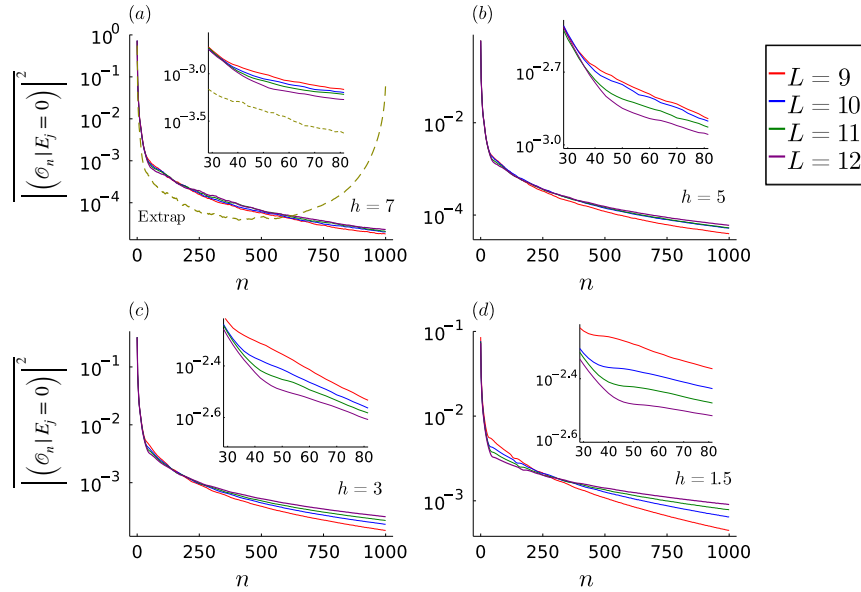 (a)
10^0
10^-1
10^-2
10^-3
10^-4
|(𝒪_n|E_j = 0)|^2
10^-3.0
10^-3.5
30 40 50 60 70 80
Extrap
h = 7
0 250 500 750 1000
n
(b)
10^-2
10^-4
10^-2.7
10^-3.0
30 40 50 60 70 80
h = 5
0 250 500 750 1000
n
L = 9
L = 10
L = 11
L = 12
(c)
10^-1
10^-2
10^-3
|(𝒪_n|E_j = 0)|^2
10^-2.4
10^-2.6
30 40 50 60 70 80
h = 3
0 250 500 750 1000
n
(d)
10^-1
10^-2
10^-3
10^-2.4
10^-2.6
30 40 50 60 70 80
h = 1.5
0 250 500 750 1000
n